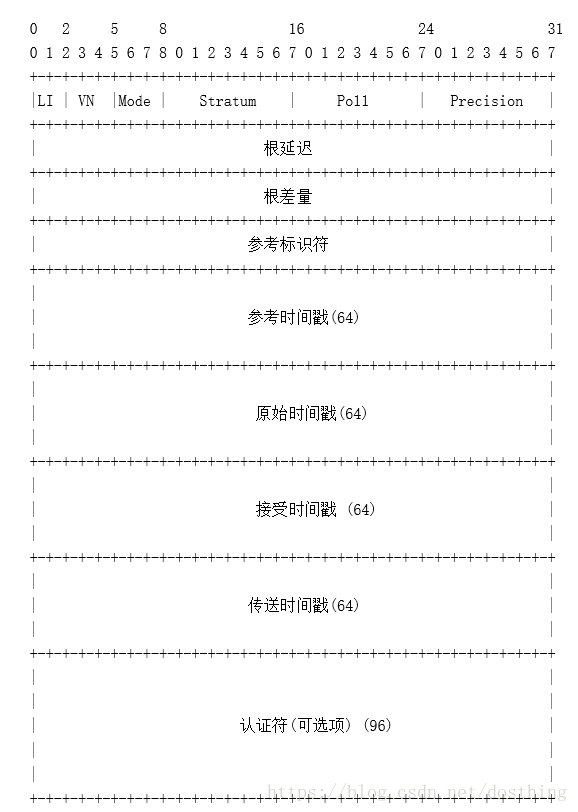 0 2 5 8 16 24 31
0 1 2 3 4 5 6 7 8 0 1 2 3 4 5 6 7 0 1 2 3 4 5 6 7 0 1 2 3 4 5 6 7
+-+-+-+-+-+-+-+-+-+-+-+-+-+-+-+-+-+-+-+-+-+-+-+-+-+-+-+-+-+-+-+-+
|LI | VN |Mode | Stratum | Poll | Precision |
+-+-+-+-+-+-+-+-+-+-+-+-+-+-+-+-+-+-+-+-+-+-+-+-+-+-+-+-+-+-+-+-+
| 根延迟 |
+-+-+-+-+-+-+-+-+-+-+-+-+-+-+-+-+-+-+-+-+-+-+-+-+-+-+-+-+-+-+-+-+
| 根差量 |
+-+-+-+-+-+-+-+-+-+-+-+-+-+-+-+-+-+-+-+-+-+-+-+-+-+-+-+-+-+-+-+-+
| 参考标识符 |
+-+-+-+-+-+-+-+-+-+-+-+-+-+-+-+-+-+-+-+-+-+-+-+-+-+-+-+-+-+-+-+-+
| |
| 参考时间戳(64) |
| |
+-+-+-+-+-+-+-+-+-+-+-+-+-+-+-+-+-+-+-+-+-+-+-+-+-+-+-+-+-+-+-+-+
| |
| 原始时间戳(64) |
| |
+-+-+-+-+-+-+-+-+-+-+-+-+-+-+-+-+-+-+-+-+-+-+-+-+-+-+-+-+-+-+-+-+
| |
| 接受时间戳 (64) |
| |
+-+-+-+-+-+-+-+-+-+-+-+-+-+-+-+-+-+-+-+-+-+-+-+-+-+-+-+-+-+-+-+-+
| |
| 传送时间戳(64) |
| |
+-+-+-+-+-+-+-+-+-+-+-+-+-+-+-+-+-+-+-+-+-+-+-+-+-+-+-+-+-+-+-+-+
| |
| |
| 认证符(可选项) (96) |
| |
| |
https://blog.csdn.net/dosthing
+-+-+-+-+-+-+-+-+-+-+-+-+-+-+-+-+-+-+-+-+-+-+-+-+-+-+-+-+-+-+-+-+